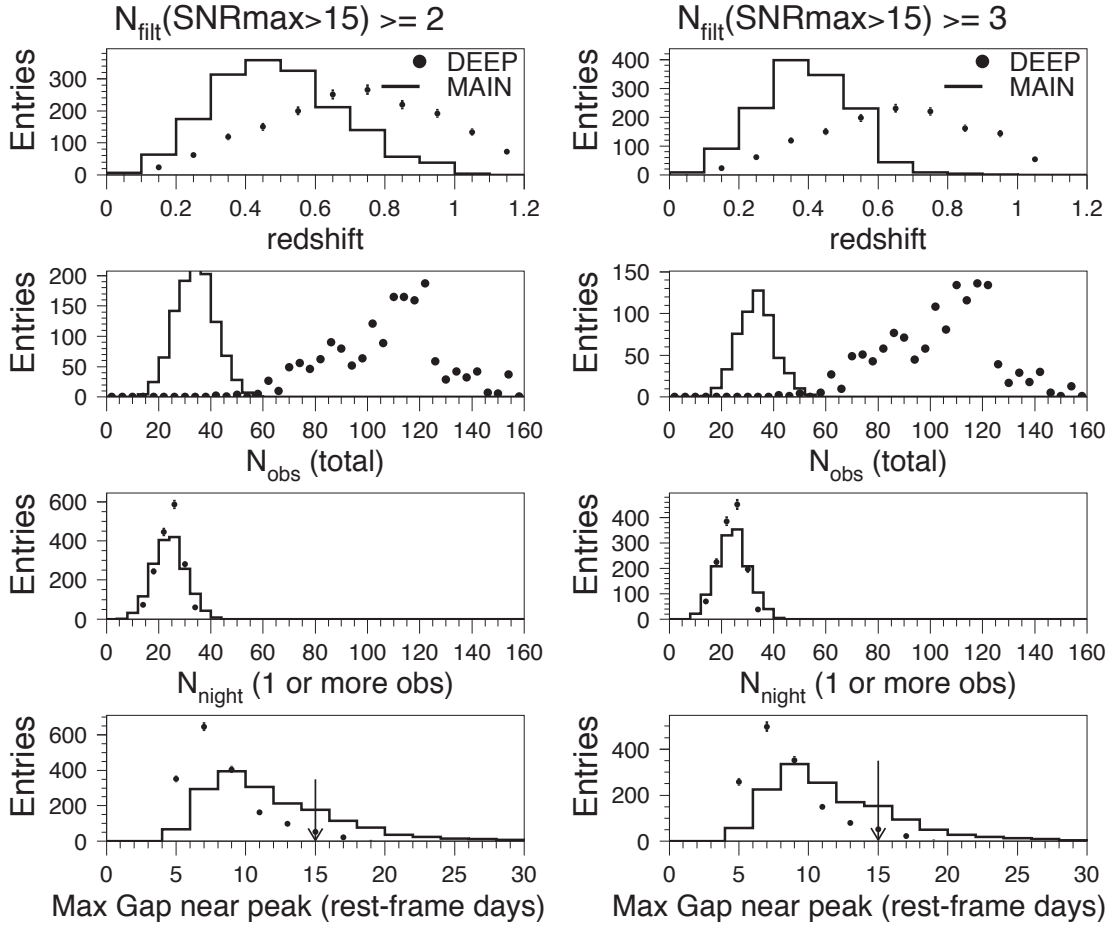 N_filt(SNRmax>15) >= 2
Entries
300
200
100
0
DEEP
MAIN
0 0.2 0.4 0.6 0.8 1 1.2
redshift
Entries
200
150
100
50
0
0 20 40 60 80 100 120 140 160
N_obs (total)
Entries
600
400
200
0
0 20 40 60 80 100 120 140 160
N_night (1 or more obs)
Entries
600
400
200
0
0 5 10 15 20 25 30
Max Gap near peak (rest-frame days)
N_filt(SNRmax>15) >= 3
Entries
400
300
200
100
0
DEEP
MAIN
0 0.2 0.4 0.6 0.8 1 1.2
redshift
Entries
150
100
50
0
0 20 40 60 80 100 120 140 160
N_obs (total)
Entries
400
300
200
100
0
0 20 40 60 80 100 120 140 160
N_night (1 or more obs)
Entries
400
200
0
0 5 10 15 20 25 30
Max Gap near peak (rest-frame days)